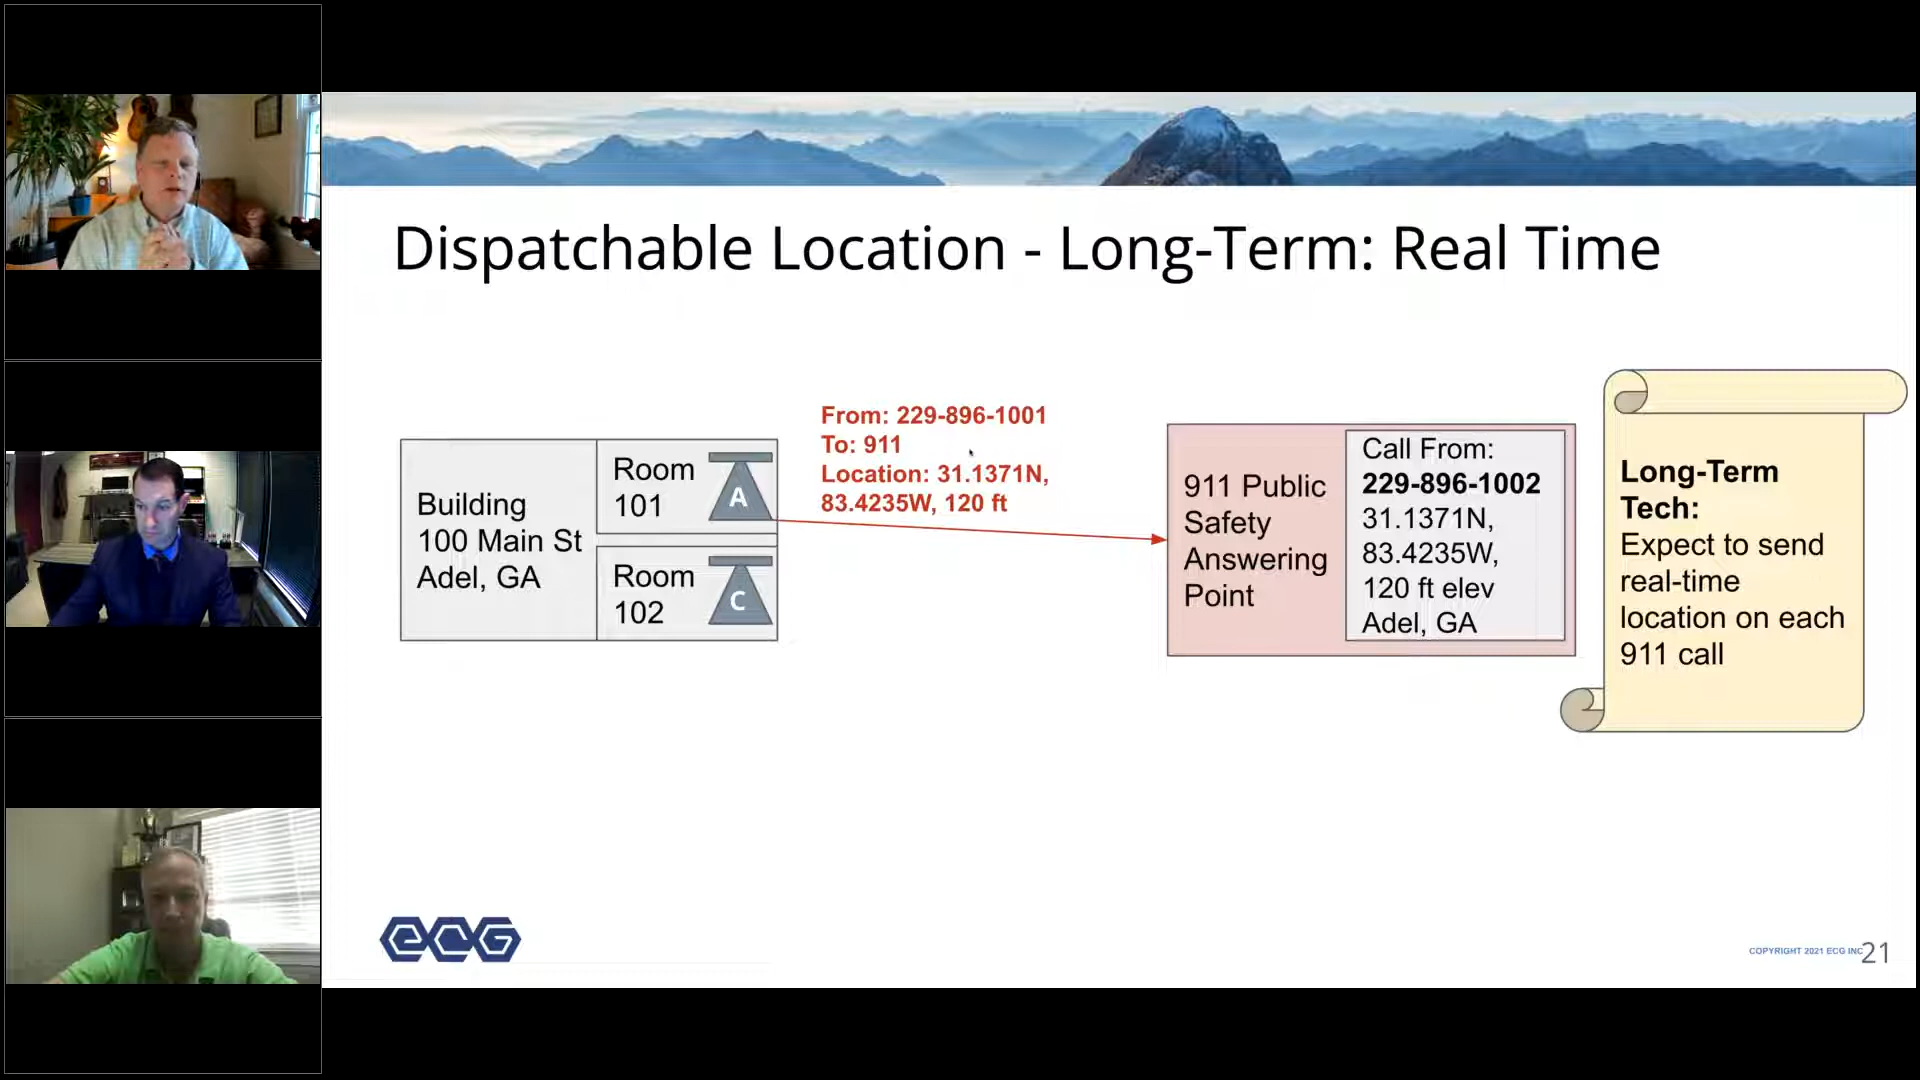 Dispatchable Location - Long-Term: Real Time
Building
100 Main St
Adel, GA
Room
101
A
Room
102
C
From: 229-896-1001
To: 911
Location: 31.1371N,
83.4235W, 120 ft
911 Public
Safety
Answering
Point
Call From:
229-896-1002
31.1371N,
83.4235W,
120 ft elev
Adel, GA
Long-Term
Tech:
Expect to send
real-time
location on each
911 call
ecg
COPYRIGHT 2021 ECG INC
21